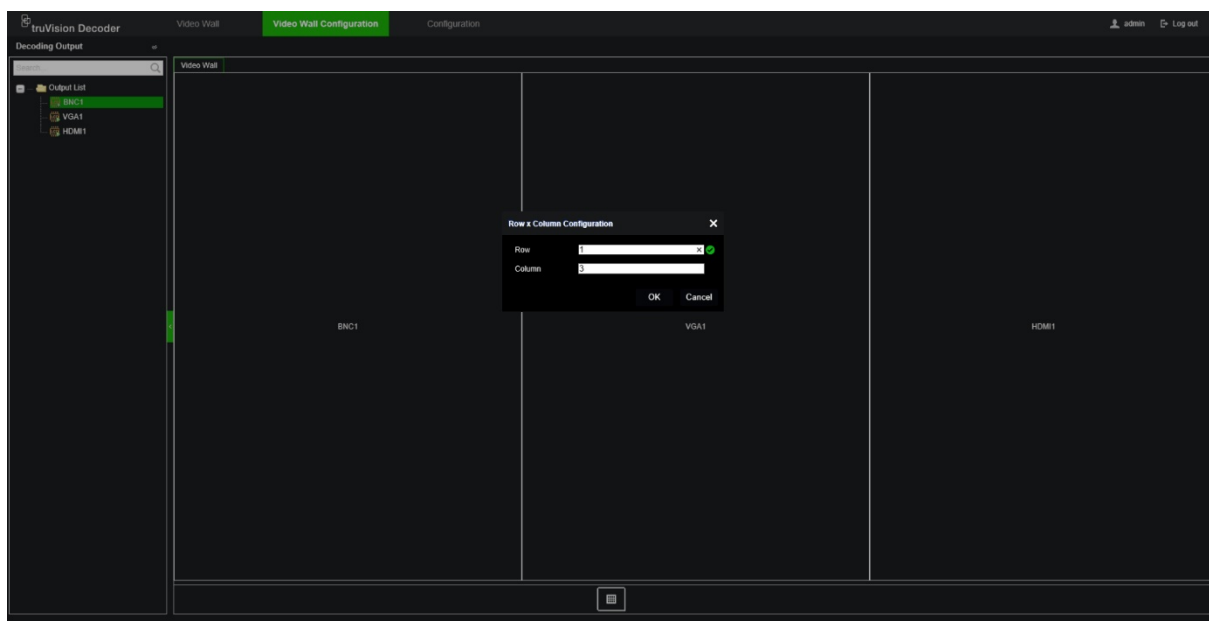 truVision Decoder
Video Wall
Video Wall Configuration
Configuration
admin
Log out
Decoding Output
Search...
Video Wall
Output List
BNC1
VGA1
HDMI1
Row x Column Configuration
Row 1
Column 3
OK Cancel
BNC1
VGA1
HDMI1